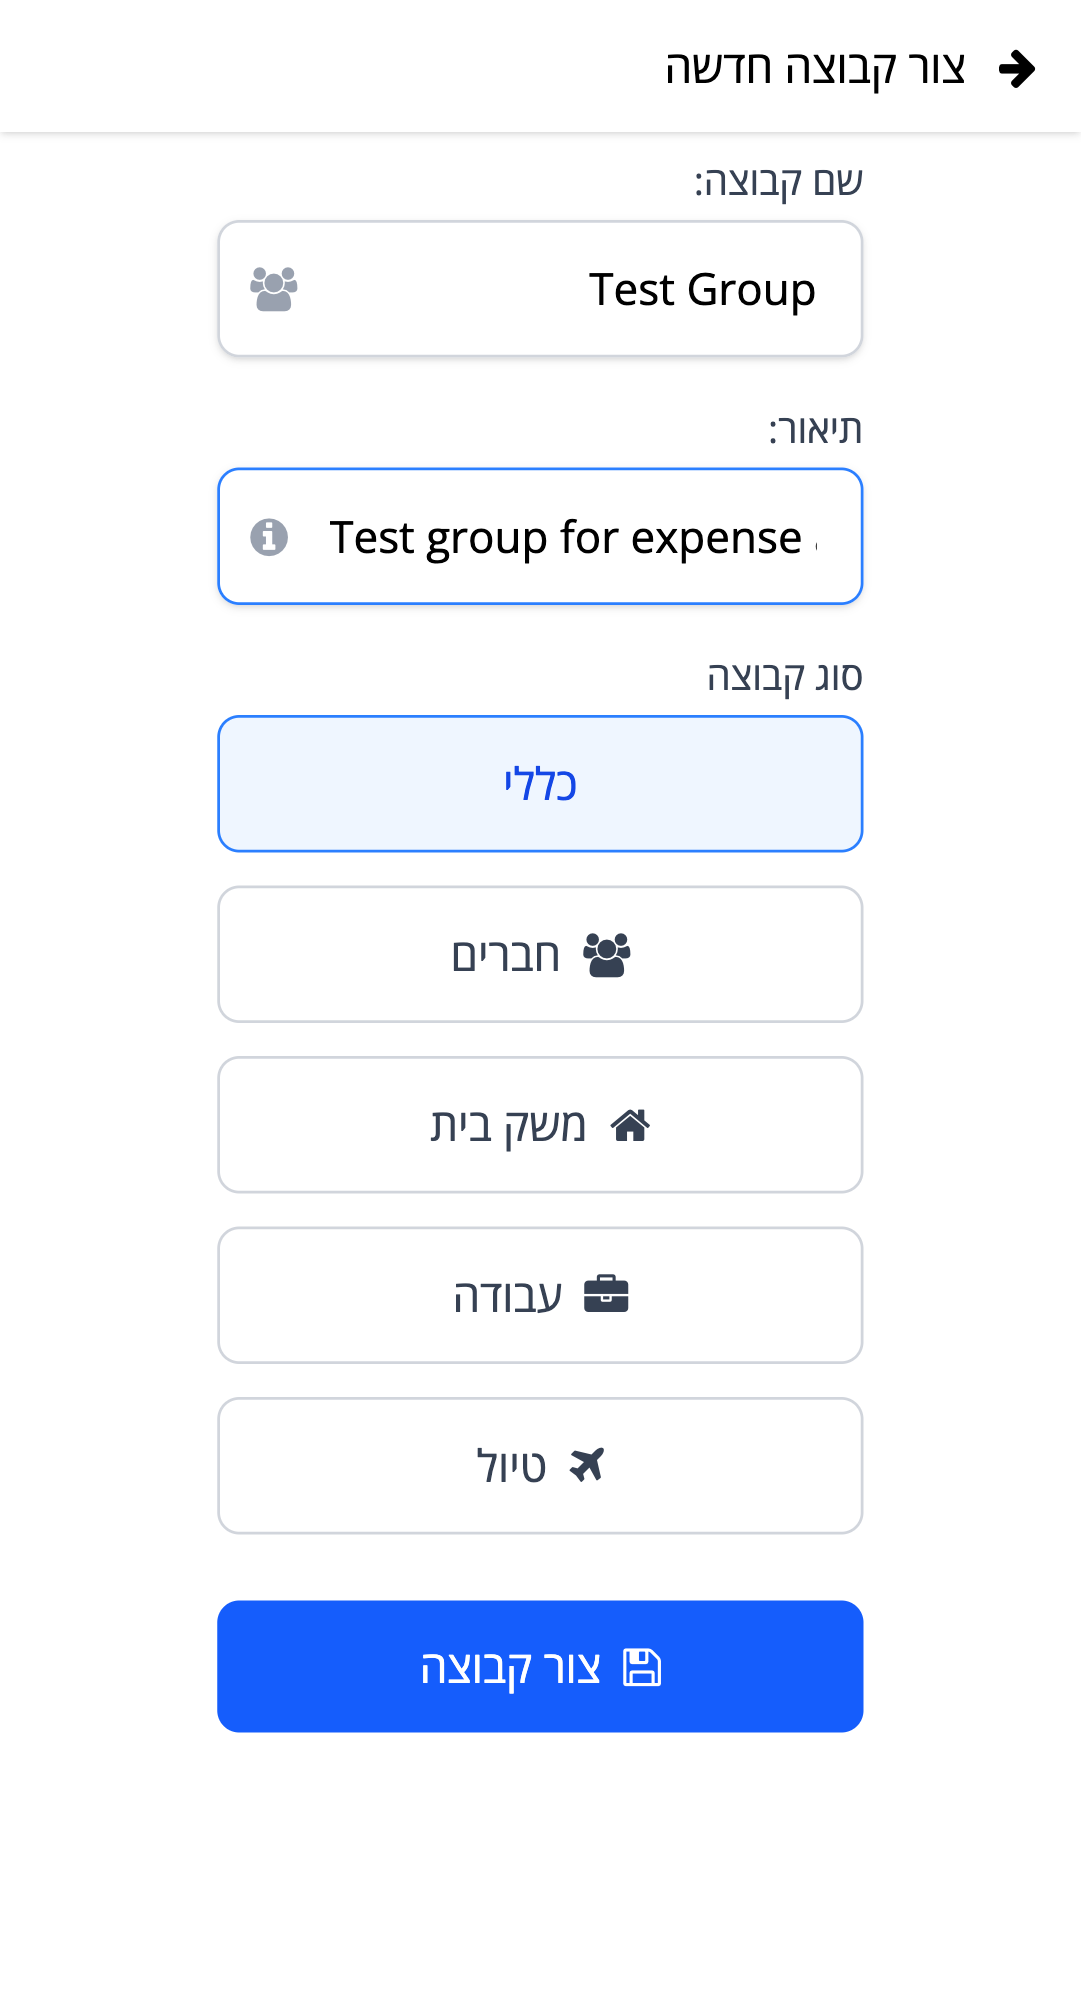 צור קבוצה חדשה
שם קבוצה:
Test Group
תיאור:
Test group for expense
סוג קבוצה
כללי
חברים
משק בית
עבודה
טיול
צור קבוצה